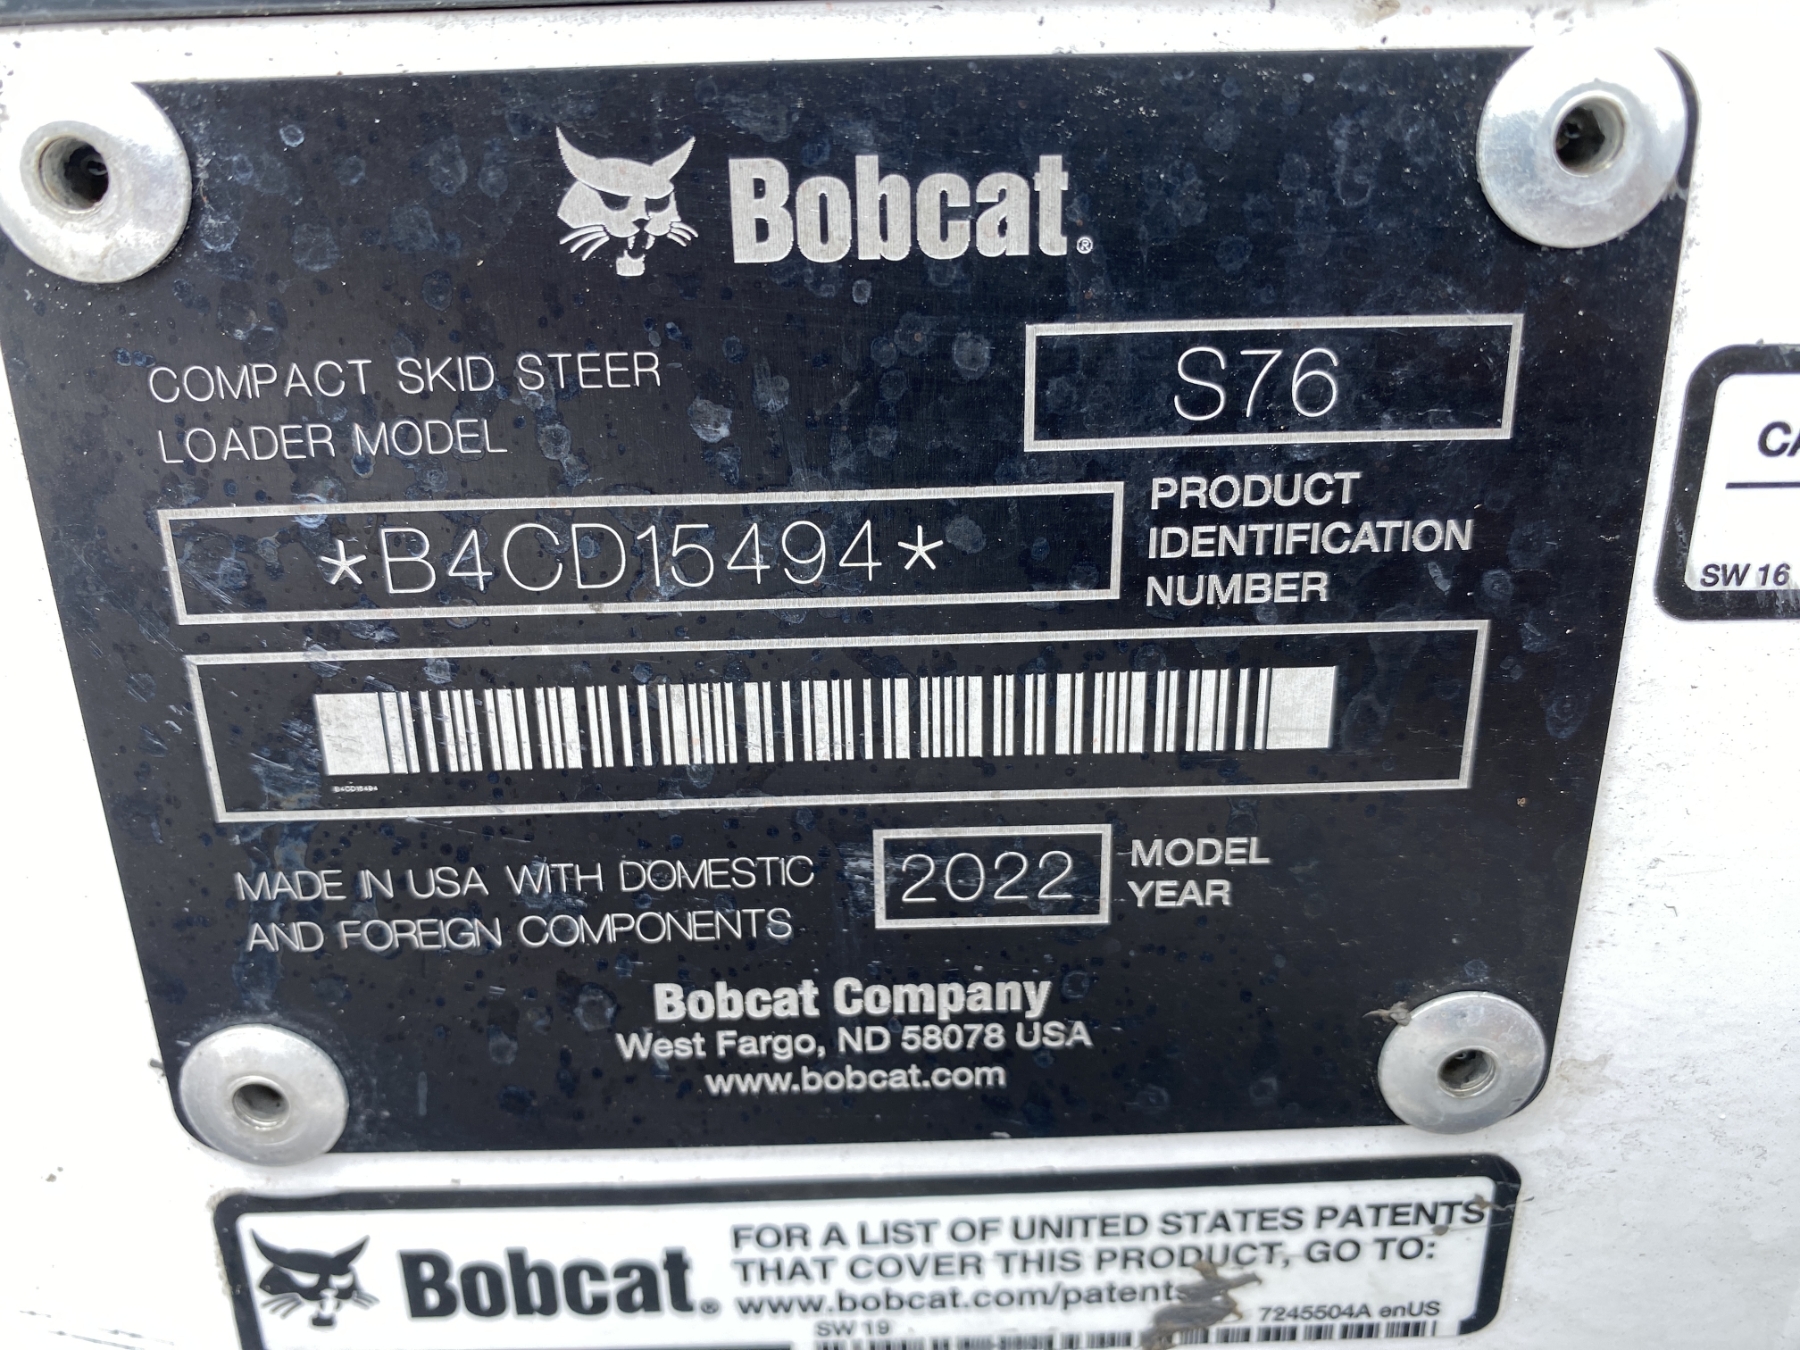 Bobcat®
COMPACT SKID STEER
LOADER MODEL
S76
*B4CD15494*
PRODUCT
IDENTIFICATION
NUMBER
B4CD15494
MADE IN USA WITH DOMESTIC
AND FOREIGN COMPONENTS
2022
MODEL
YEAR
Bobcat Company
West Fargo, ND 58078 USA
www.bobcat.com
SW 16
Bobcat®
FOR A LIST OF UNITED STATES PATENTS
THAT COVER THIS PRODUCT, GO TO:
www.bobcat.com/patents
7245504A enUS
SW 19